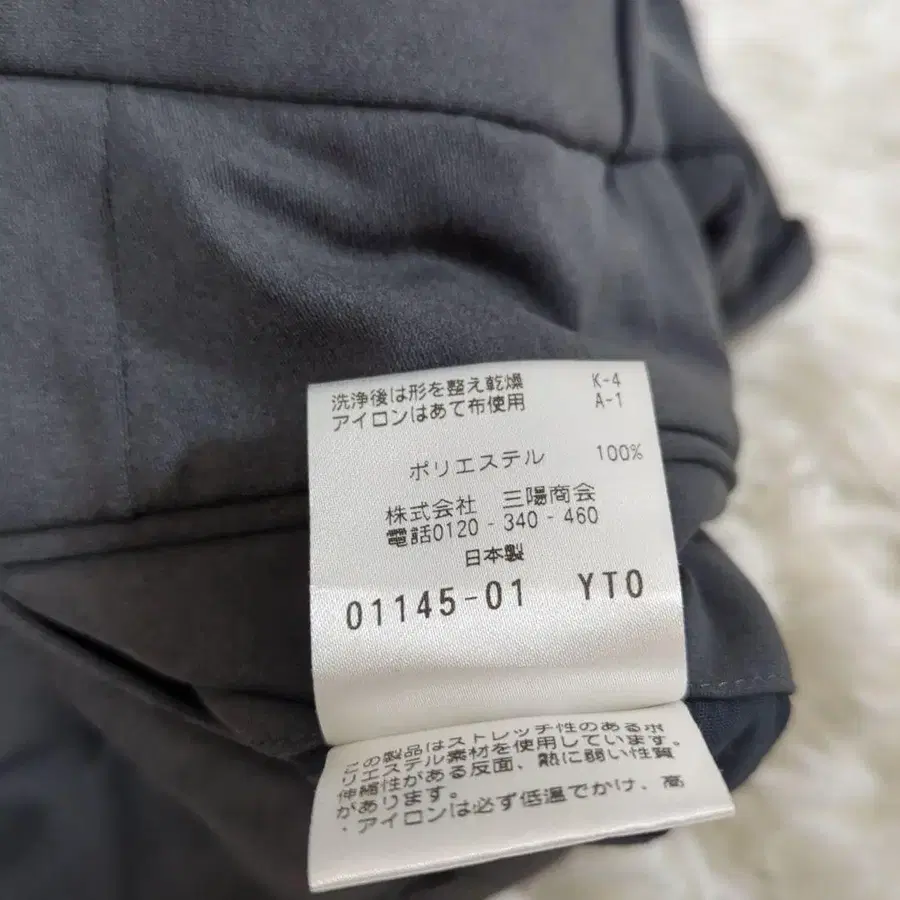 洗浄後は形を整え乾燥 K-4
アイロンはあて布使用 A-1
ポリエステル 100%
株式会社 三陽商会
電話0120-340-460
日本製
01145-01 YTO
この製品はストレッチ性のあるポ
リエステル素材を使用しています。
伸縮性がある反面、熱に弱い性質
があります。
・アイロンは必ず低温でかけ、高